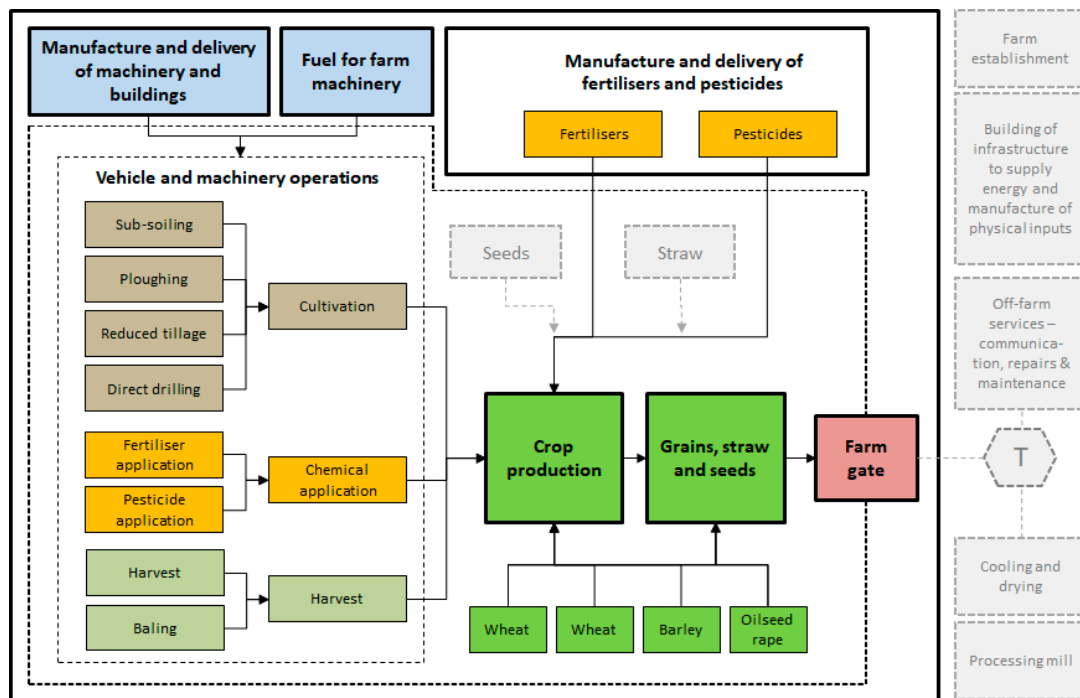 Manufacture and delivery
of machinery and
buildings
Fuel for farm
machinery
Manufacture and delivery of
fertilisers and pesticides
Fertilisers
Pesticides
Farm
establishment
Building of
infrastructure
to supply
energy and
manufacture of
physical inputs
Off-farm
services –
communica-
tion, repairs &
maintenance
T
Cooling and
drying
Processing mill
Vehicle and machinery operations
Sub-soiling
Ploughing
Reduced tillage
Direct drilling
Cultivation
Fertiliser
application
Pesticide
application
Chemical
application
Harvest
Baling
Harvest
Seeds
Straw
Crop
production
Grains, straw
and seeds
Farm
gate
Wheat
Wheat
Barley
Oilseed
rape